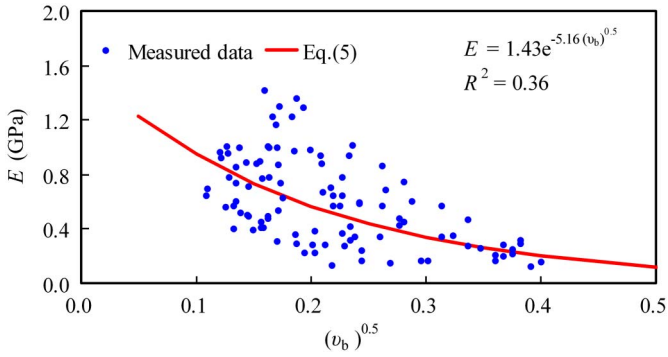 2.0
Measured data
Eq.(5)
E = 1.43e^-5.16 (υb)^0.5
R² = 0.36
1.6
1.2
0.8
0.4
0.0
E (GPa)
0.0 0.1 0.2 0.3 0.4 0.5
(υb)^0.5